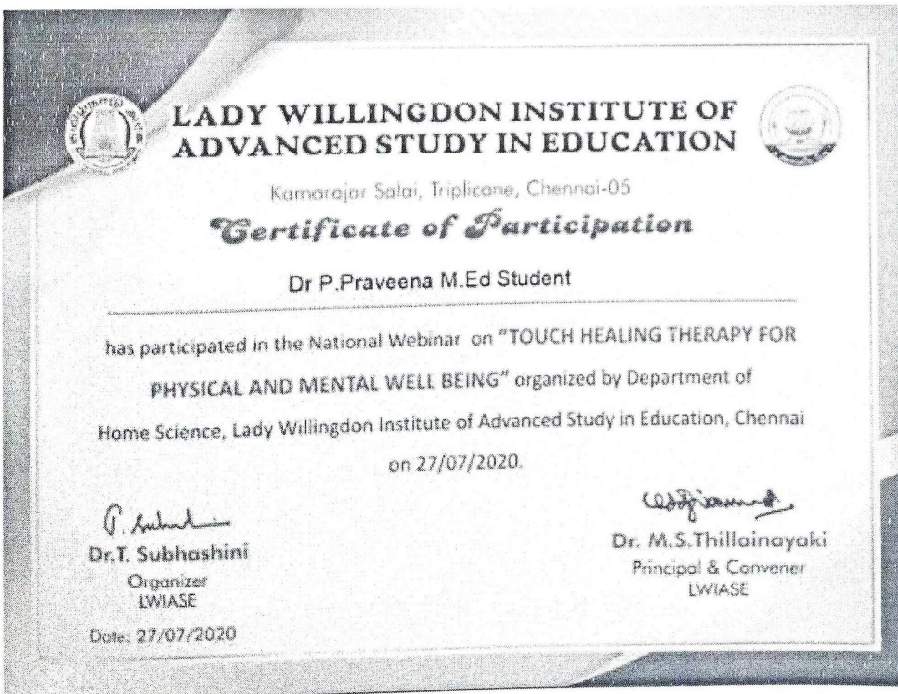 LADY WILLINGDON INSTITUTE OF
ADVANCED STUDY IN EDUCATION
Kamarajar Salai, Triplicane, Chennai-05
Certificate of Participation
Dr P.Praveena M.Ed Student
has participated in the National Webinar on "TOUCH HEALING THERAPY FOR
PHYSICAL AND MENTAL WELL BEING" organized by Department of
Home Science, Lady Willingdon Institute of Advanced Study in Education, Chennai
on 27/07/2020.
Dr.T. Subhashini
Organizer
LWIASE
Date: 27/07/2020
Dr. M.S.Thillainayaki
Principal & Convener
LWIASE